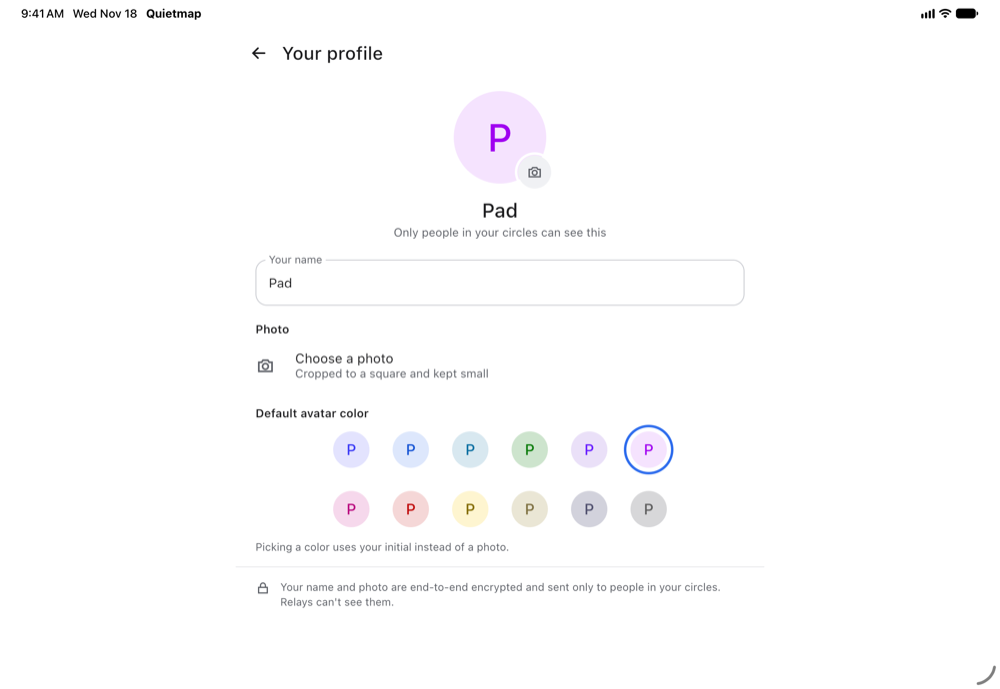 9:41 AM Wed Nov 18 Quietmap
Your profile
P
Pad
Only people in your circles can see this
Your name
Pad
Photo
Choose a photo
Cropped to a square and kept small
Default avatar color
P P P P P P
P P P P P P
Picking a color uses your initial instead of a photo.
Your name and photo are end-to-end encrypted and sent only to people in your circles.
Relays can't see them.